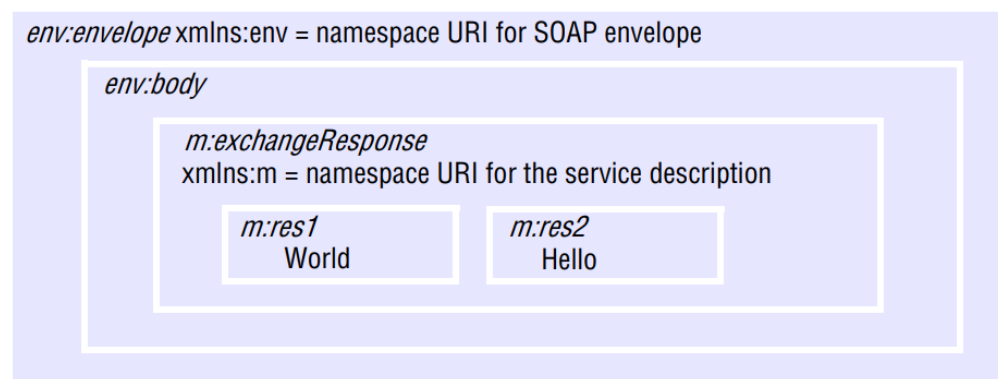 env:envelope xmlns:env = namespace URI for SOAP envelope
env:body
m:exchangeResponse
xmlns:m = namespace URI for the service description
m:res1
World
m:res2
Hello